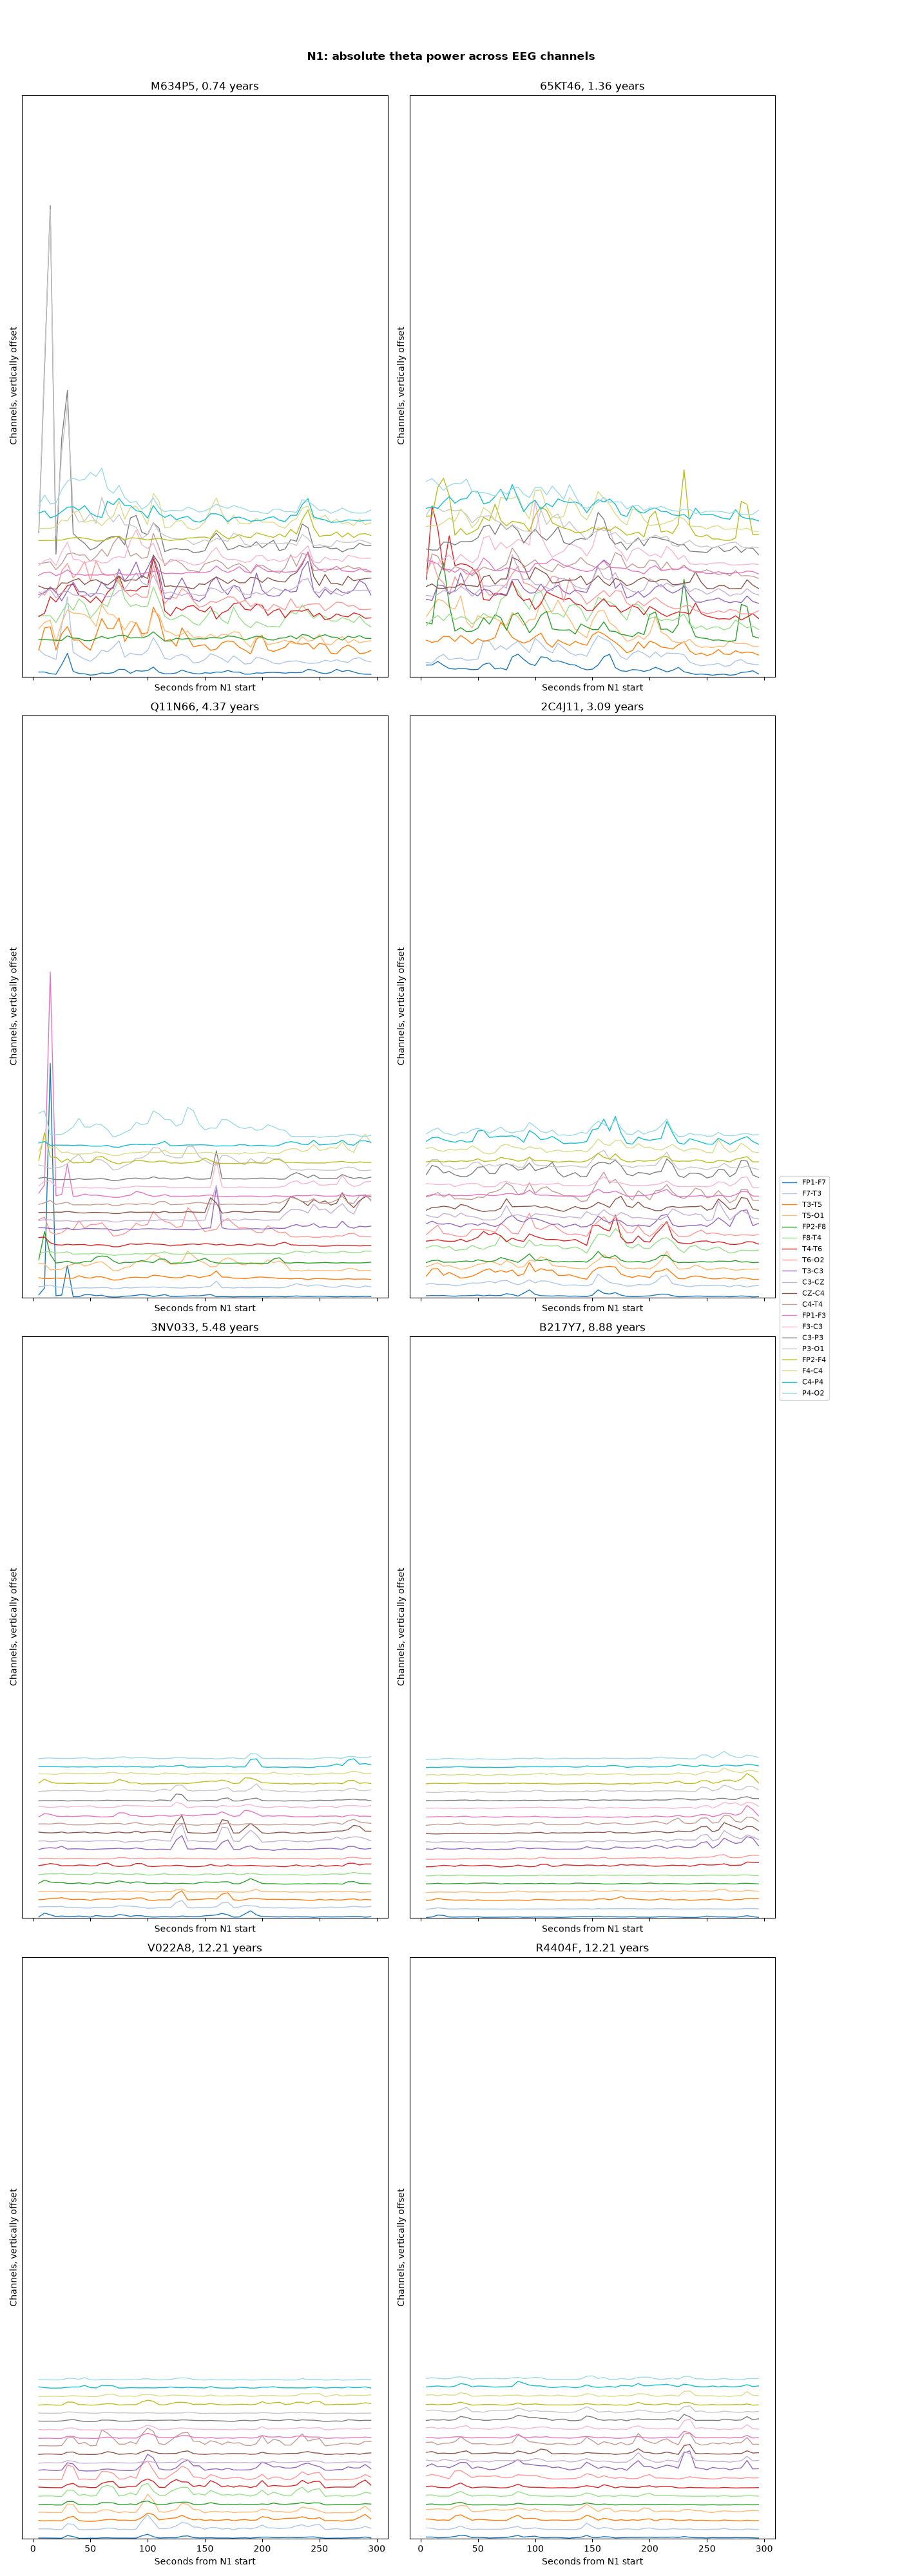 N1: absolute theta power across EEG channels
M634P5, 0.74 years
65KT46, 1.36 years
Channels, vertically offset
Channels, vertically offset
Seconds from N1 start
Seconds from N1 start
Q11N66, 4.37 years
2C4J11, 3.09 years
Channels, vertically offset
Channels, vertically offset
Seconds from N1 start
Seconds from N1 start
FP1-F7
F7-T3
T3-T5
T5-O1
FP2-F8
F8-T4
T4-T6
T6-O2
T3-C3
C3-CZ
CZ-C4
C4-T4
FP1-F3
F3-C3
C3-P3
P3-O1
FP2-F4
F4-C4
C4-P4
P4-O2
3NV033, 5.48 years
B217Y7, 8.88 years
Channels, vertically offset
Channels, vertically offset
Seconds from N1 start
Seconds from N1 start
V022A8, 12.21 years
R4404F, 12.21 years
Channels, vertically offset
Channels, vertically offset
0 50 100 150 200 250 300
0 50 100 150 200 250 300
Seconds from N1 start
Seconds from N1 start